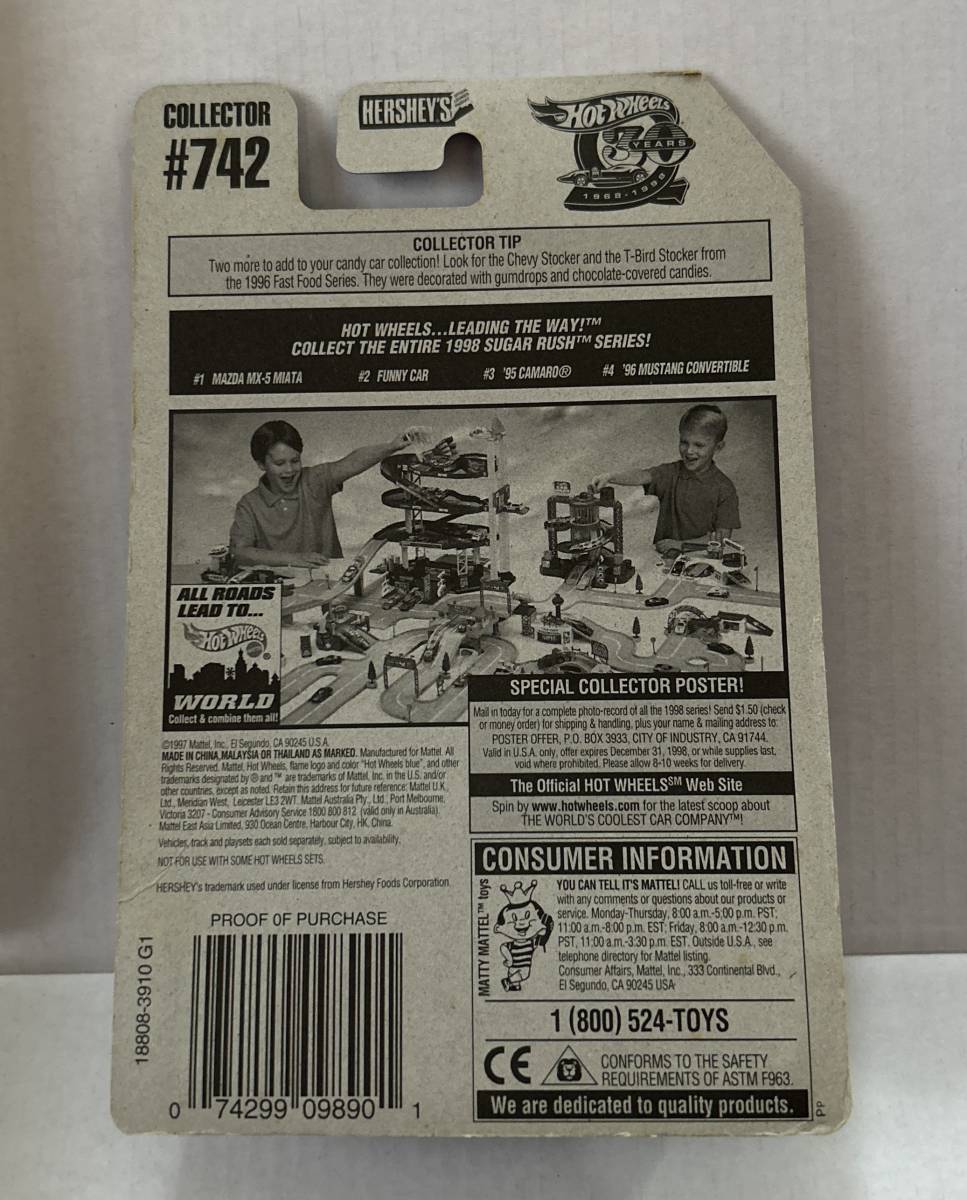 COLLECTOR
#742
HERSHEY'S
HOT WHEELS
30
YEARS
1968-1998
COLLECTOR TIP
Two more to add to your candy car collection! Look for the Chevy Stocker and the T-Bird Stocker from
the 1996 Fast Food Series. They were decorated with gumdrops and chocolate-covered candies.
HOT WHEELS...LEADING THE WAY!™
COLLECT THE ENTIRE 1998 SUGAR RUSH™ SERIES!
#1 MAZDA MX-5 MIATA #2 FUNNY CAR #3 '95 CAMARO® #4 '96 MUSTANG CONVERTIBLE
ALL ROADS
LEAD TO...
HOT WHEELS
WORLD
Collect & combine them all!
©1997 Mattel, Inc., El Segundo, CA 90245 U.S.A.
MADE IN CHINA, MALAYSIA OR THAILAND AS MARKED. Manufactured for Mattel. All
Rights Reserved. Mattel, Hot Wheels, flame logo and color "Hot Wheels blue", and other
trademarks designated by ® and ™ are trademarks of Mattel, Inc. in the U.S. and/or
other countries, except as noted. Retain this address for future reference: Mattel U.K.,
Ltd., Meridian West, Leicester LE3 2WT. Mattel Australia Pty., Ltd., Port Melbourne,
Victoria 3207 - Consumer Advisory Service 1800 800 812 (valid only in Australia).
Mattel East Asia Limited, 930 Ocean Centre, Harbour City, HK, China.
Vehicles, track and playsets each sold separately, subject to availability.
NOT FOR USE WITH SOME HOT WHEELS SETS.
HERSHEY's trademark used under license from Hershey Foods Corporation.
SPECIAL COLLECTOR POSTER!
Mail in today for a complete photo-record of all the 1998 series! Send $1.50 (check
or money order) for shipping & handling, plus your name & mailing address to:
POSTER OFFER, P.O. BOX 3933, CITY OF INDUSTRY, CA 91744.
Valid in U.S.A. only, offer expires December 31, 1998, or while supplies last,
void where prohibited. Please allow 8-10 weeks for delivery.
The Official HOT WHEELS℠ Web Site
Spin by www.hotwheels.com for the latest scoop about
THE WORLD'S COOLEST CAR COMPANY™!
CONSUMER INFORMATION
MATTY MATTEL™ toys
YOU CAN TELL IT'S MATTEL! CALL us toll-free or write
with any comments or questions about our products or
service. Monday-Thursday, 8:00 a.m.-5:00 p.m. PST;
11:00 a.m.-8:00 p.m. EST; Friday, 8:00 a.m.-12:30 p.m.
PST, 11:00 a.m.-3:30 p.m. EST. Outside U.S.A., see
telephone directory for Mattel listing.
Consumer Affairs, Mattel, Inc., 333 Continental Blvd.,
El Segundo, CA 90245 USA
1 (800) 524-TOYS
CE
CONFORMS TO THE SAFETY
REQUIREMENTS OF ASTM F963.
We are dedicated to quality products.
PP
PROOF OF PURCHASE
18808-3910 G1
0 74299 09890 1